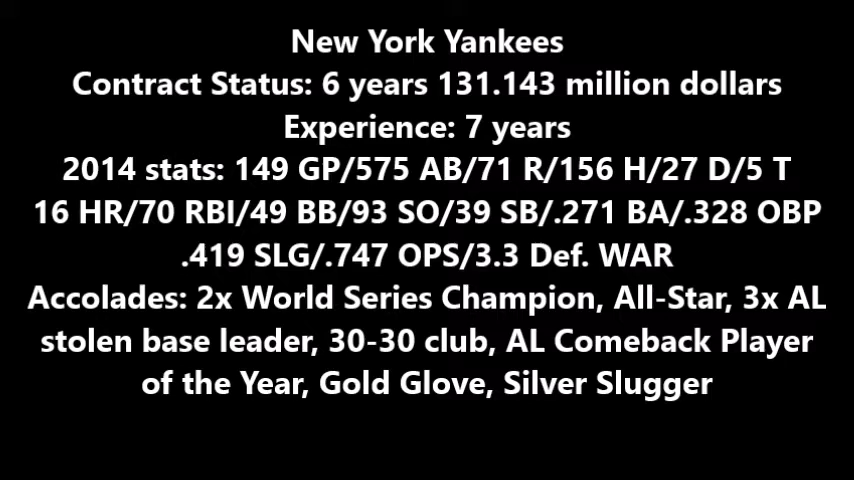 New York Yankees
Contract Status: 6 years 131.143 million dollars
Experience: 7 years
2014 stats: 149 GP/575 AB/71 R/156 H/27 D/5 T
16 HR/70 RBI/49 BB/93 SO/39 SB/.271 BA/.328 OBP
.419 SLG/.747 OPS/3.3 Def. WAR
Accolades: 2x World Series Champion, All-Star, 3x AL
stolen base leader, 30-30 club, AL Comeback Player
of the Year, Gold Glove, Silver Slugger